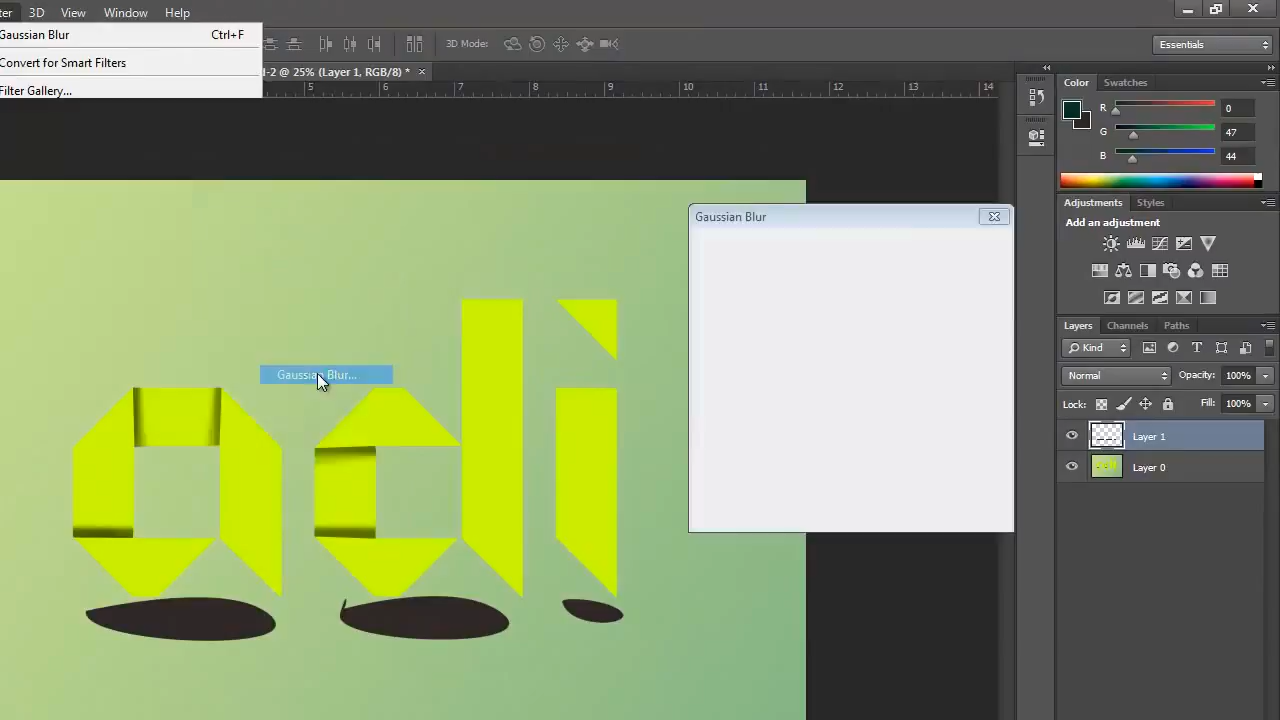 ter 3D View Window Help
Gaussian Blur Ctrl+F
Convert for Smart Filters
Filter Gallery...
3D Mode:
Essentials
l-2 @ 25% (Layer 1, RGB/8) *
5 6 7 8 9 10 11 12 13 14
Color Swatches
R 0
G 47
B 44
Adjustments Styles
Add an adjustment
Gaussian Blur
Gaussian Blur...
adi
Layers Channels Paths
Kind
Normal Opacity: 100%
Lock: Fill: 100%
Layer 1
Layer 0